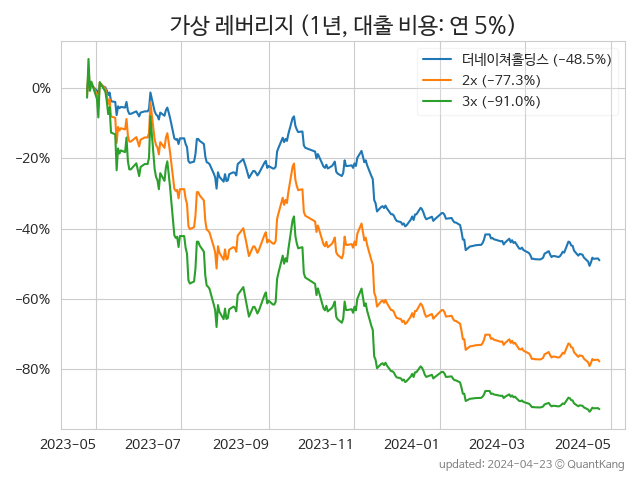 가상 레버리지 (1년, 대출 비용: 연 5%)
더네이쳐홀딩스 (−48.5%)
2x (−77.3%)
3x (−91.0%)
0%
−20%
−40%
−60%
−80%
2023−05 2023−07 2023−09 2023−11 2024−01 2024−03 2024−05
updated: 2024−04−23 © QuantKang